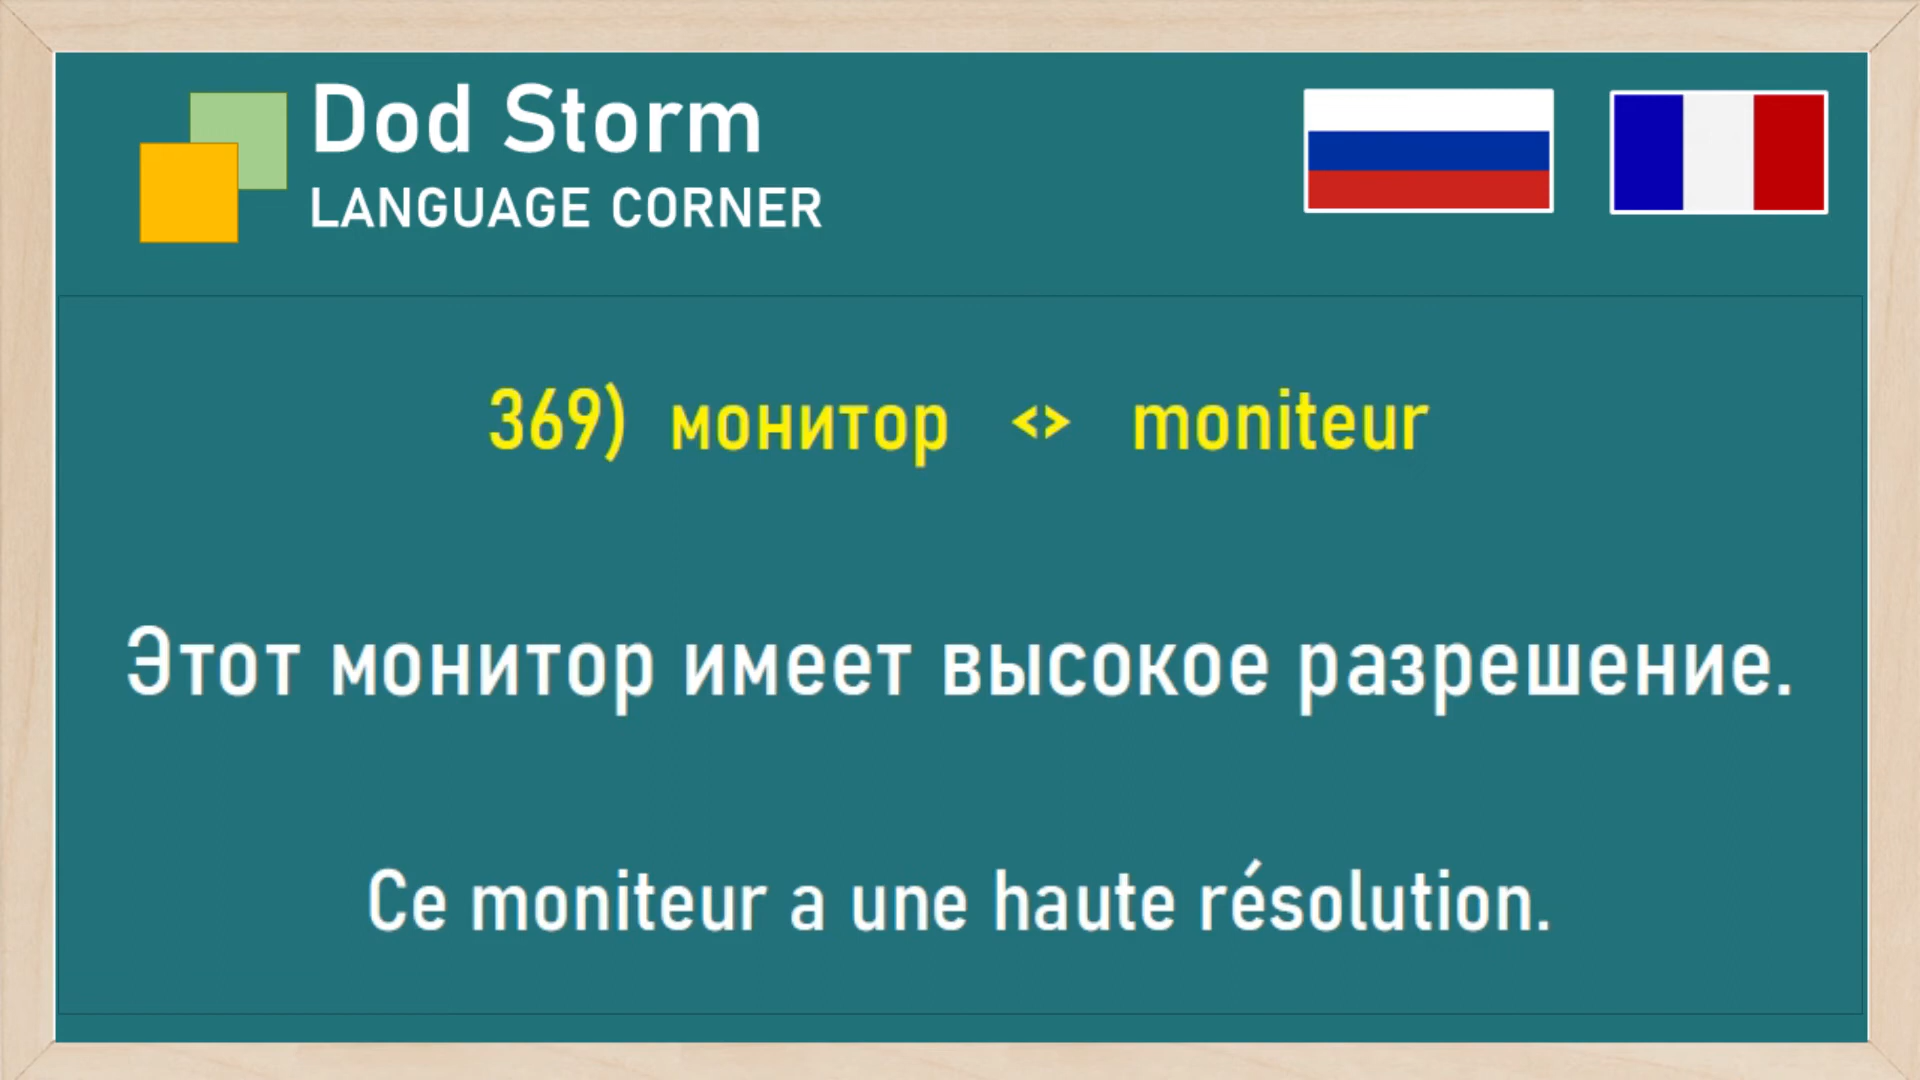 Dod Storm
LANGUAGE CORNER
369) монитор <> moniteur
Этот монитор имеет высокое разрешение.
Ce moniteur a une haute résolution.